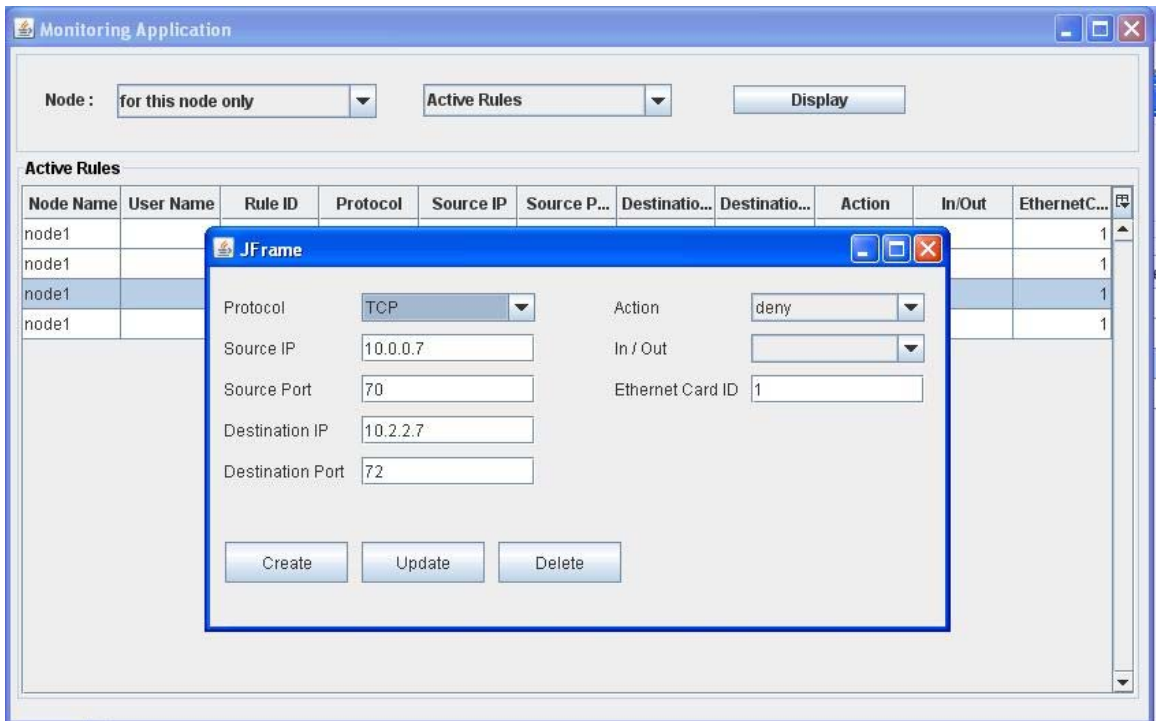 Monitoring Application
Node : for this node only Active Rules Display
Active Rules
Node Name User Name Rule ID Protocol Source IP Source P... Destinatio... Destinatio... Action In/Out EthernetC...
node1 1
node1 1
node1 1
node1 1
JFrame
Protocol TCP Action deny
Source IP 10.0.0.7 In / Out
Source Port 70 Ethernet Card ID 1
Destination IP 10.2.2.7
Destination Port 72
Create Update Delete